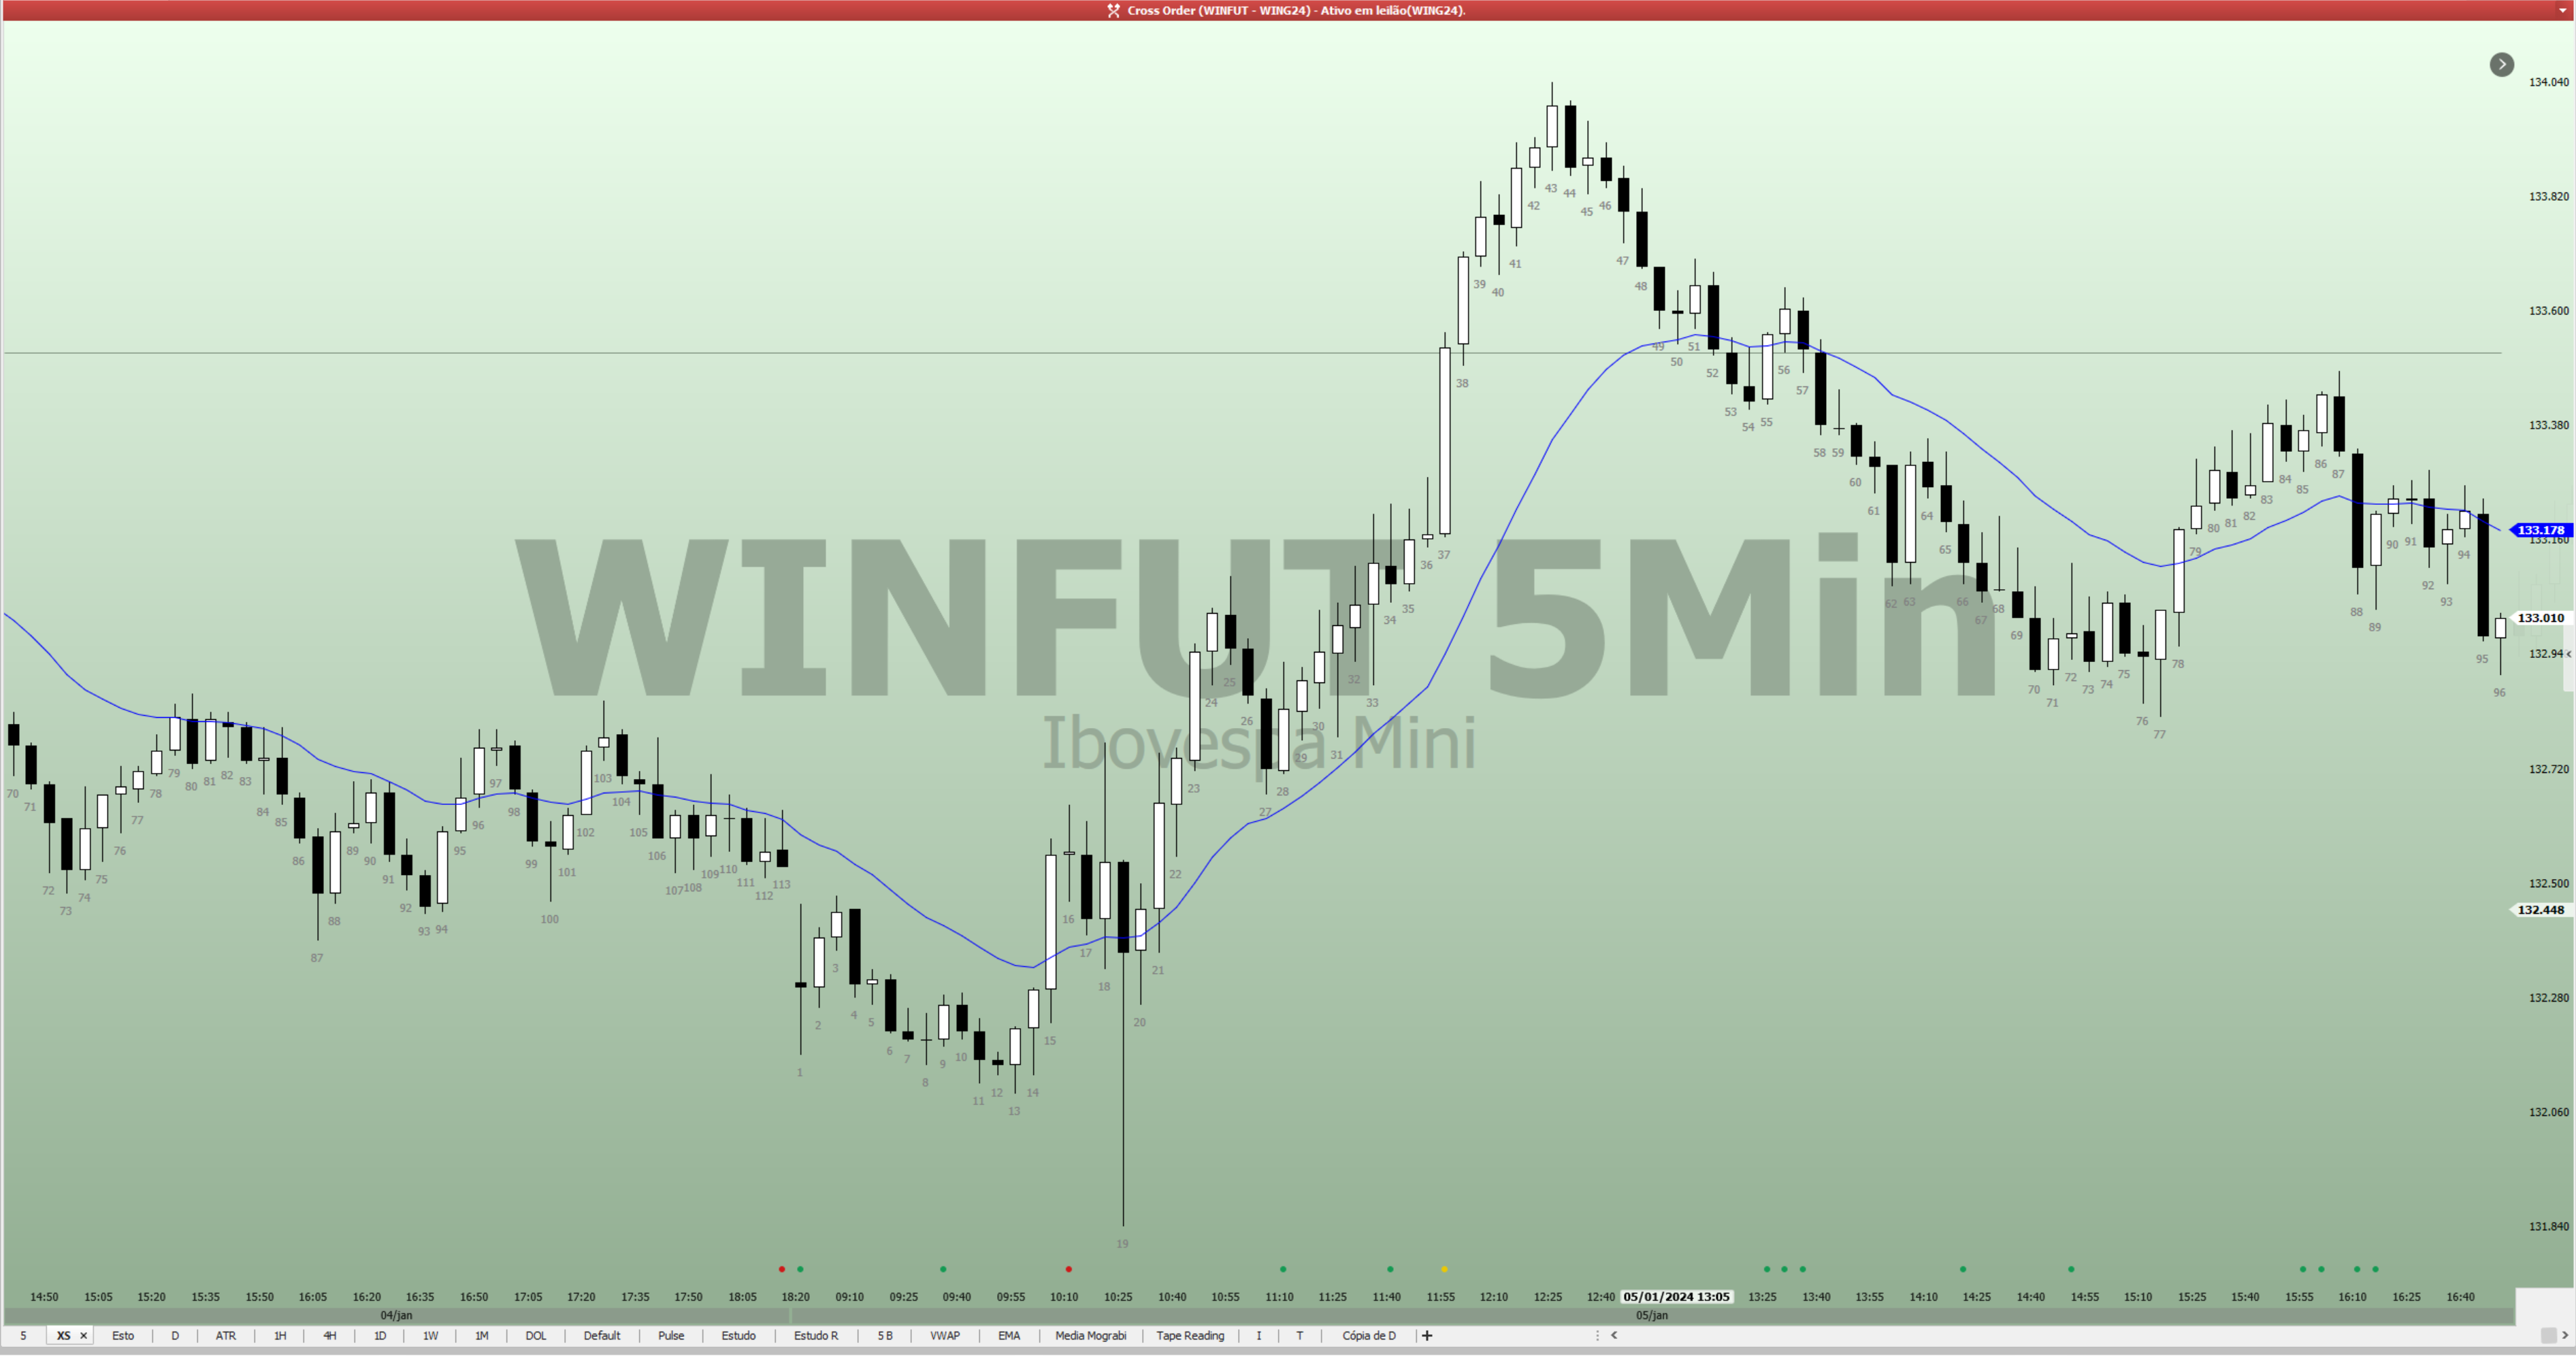 Cross Order (WINFUT - WING24) - Ativo em leilão(WING24).
134.040
133.820
133.600
133.380
133.178
133.160
133.010
132.94
132.720
132.500
132.448
132.280
132.060
131.840
WINFUT 5Min
Ibovespa Mini
70 71 72 73 74 75 76 77 78 79 80 81 82 83 84 85 86 87 88 89 90 91 92 93 94 95 96 97 98 99 100 101 102 103 104 105 106 107 108 109 110 111 112 113
1 2 3 4 5 6 7 8 9 10 11 12 13 14 15 16 17 18 19 20 21 22 23 24 25 26 27 28 29 30 31 32 33 34 35 36 37 38 39 40 41 42 43 44 45 46 47 48 49 50 51 52 53 54 55 56 57 58 59 60 61 62 63 64 65 66 67 68 69 70 71 72 73 74 75 76 77 78 79 80 81 82 83 84 85 86 87 88 89 90 91 92 93 94 95 96
14:50 15:05 15:20 15:35 15:50 16:05 16:20 16:35 16:50 17:05 17:20 17:35 17:50 18:05 18:20 09:10 09:25 09:40 09:55 10:10 10:25 10:40 10:55 11:10 11:25 11:40 11:55 12:10 12:25 12:40 05/01/2024 13:05 13:25 13:40 13:55 14:10 14:25 14:40 14:55 15:10 15:25 15:40 15:55 16:10 16:25 16:40
04/jan 05/jan
5 XS × Esto D ATR 1H 4H 1D 1W 1M DOL Default Pulse Estudo Estudo R 5 B VWAP EMA Media Mograbi Tape Reading I T Cópia de D +